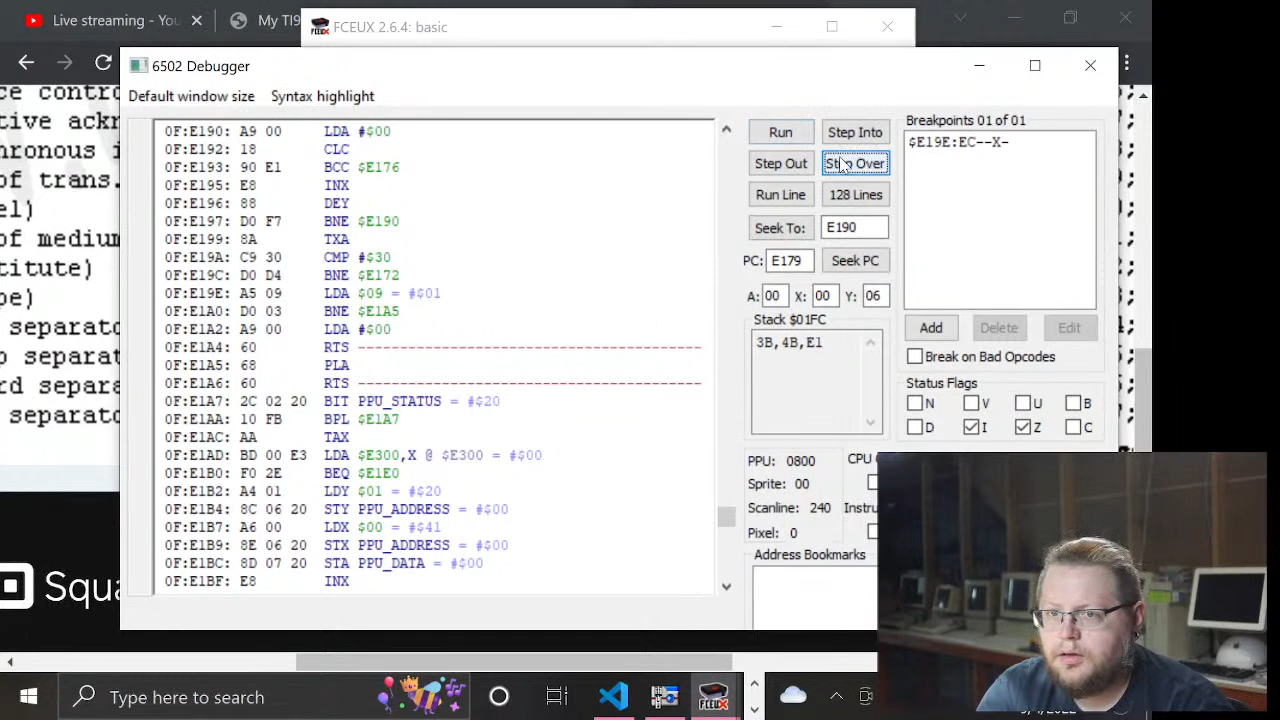 Live streaming - Yo
My TI9
FCEUX 2.6.4: basic
6502 Debugger
Default window size
Syntax highlight
ce contro
tive ackn
hronous i
of trans.
el)
of medium
titute)
pe)
separato
p separat
rd separa
separato
0F:E190: A9 00 LDA #$00
0F:E192: 18 CLC
0F:E193: 90 E1 BCC $E176
0F:E195: E8 INX
0F:E196: 88 DEY
0F:E197: D0 F7 BNE $E190
0F:E199: 8A TXA
0F:E19A: C9 30 CMP #$30
0F:E19C: D0 D4 BNE $E172
0F:E19E: A5 09 LDA $09 = #$01
0F:E1A0: D0 03 BNE $E1A5
0F:E1A2: A9 00 LDA #$00
0F:E1A4: 60 RTS -------------------------------------------
0F:E1A5: 68 PLA
0F:E1A6: 60 RTS -------------------------------------------
0F:E1A7: 2C 02 20 BIT PPU_STATUS = #$20
0F:E1AA: 10 FB BPL $E1A7
0F:E1AC: AA TAX
0F:E1AD: BD 00 E3 LDA $E300,X @ $E300 = #$00
0F:E1B0: F0 2E BEQ $E1E0
0F:E1B2: A4 01 LDY $01 = #$20
0F:E1B4: 8C 06 20 STY PPU_ADDRESS = #$00
0F:E1B7: A6 00 LDX $00 = #$41
0F:E1B9: 8E 06 20 STX PPU_ADDRESS = #$00
0F:E1BC: 8D 07 20 STA PPU_DATA = #$00
0F:E1BF: E8 INX
Run
Step Into
Step Out
Step Over
Run Line
128 Lines
Seek To:
E190
PC:
E179
Seek PC
A: 00 X: 00 Y: 06
Stack $01FC
3B,4B,E1
PPU: 0800
CPU
Sprite: 00
Scanline: 240
Instru
Pixel: 0
Address Bookmarks
Breakpoints 01 of 01
$E19E:EC--X-
Add
Delete
Edit
Break on Bad Opcodes
Status Flags
N V U B
D I Z C
Squa
Type here to search